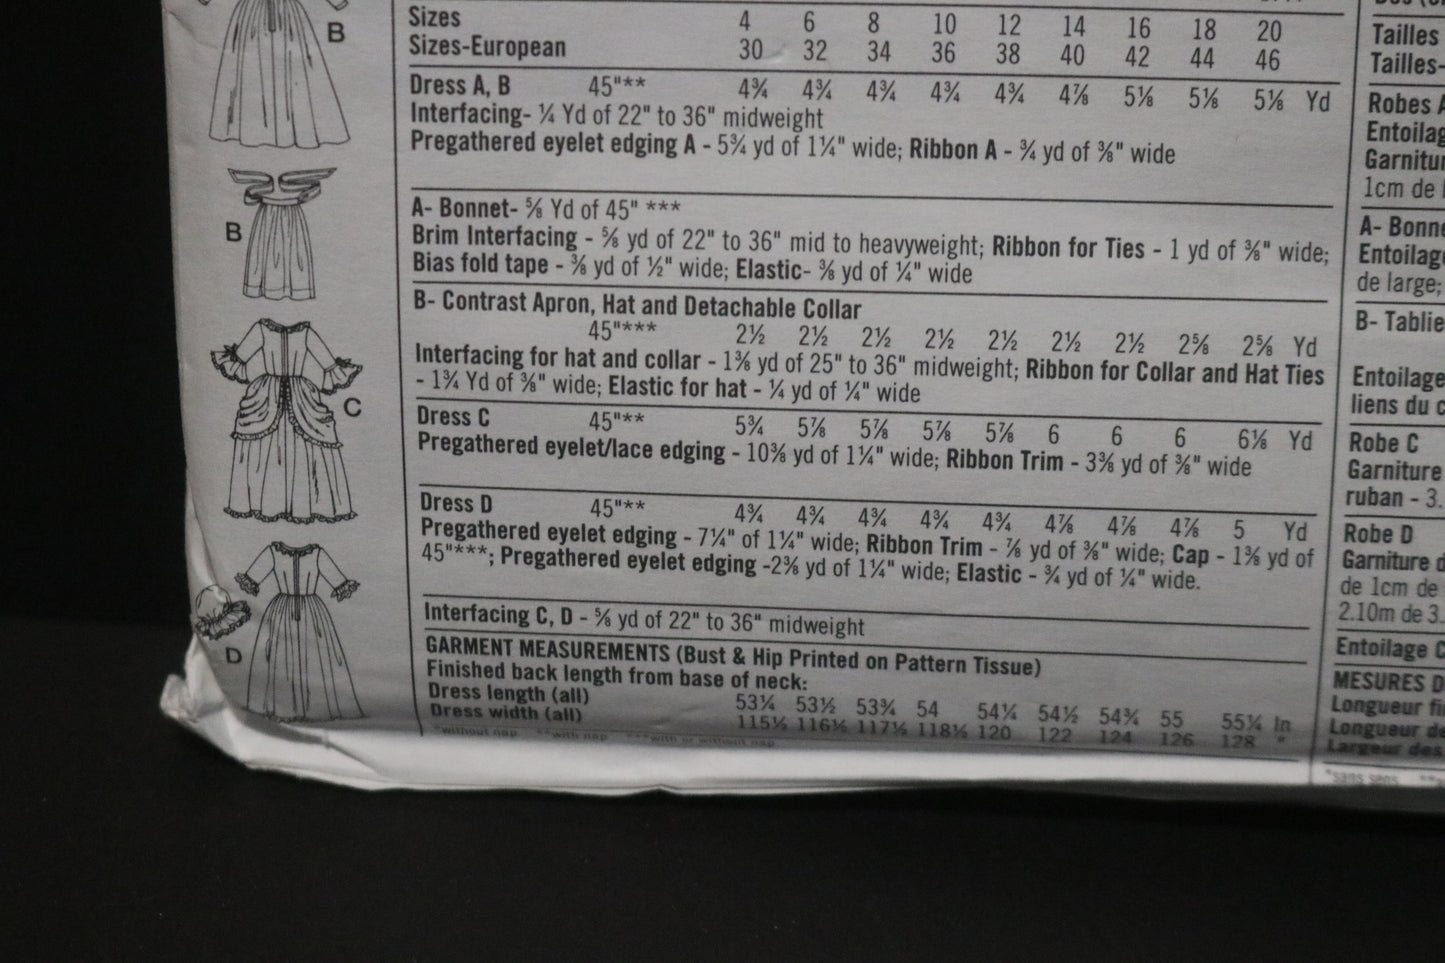 B
B
C
D
Sizes 4 6 8 10 12 14 16 18 20
Sizes-European 30 32 34 36 38 40 42 44 46
Dress A, B 45"** 4¾ 4¾ 4¾ 4¾ 4¾ 4⅞ 5⅛ 5⅛ 5⅛ Yd
Interfacing- ¼ Yd of 22" to 36" midweight
Pregathered eyelet edging A - 5¾ yd of 1¼" wide; Ribbon A - ¾ yd of ⅜" wide
A- Bonnet- ⅝ Yd of 45" ***
Brim Interfacing - ⅝ yd of 22" to 36" mid to heavyweight; Ribbon for Ties - 1 yd of ⅜" wide;
Bias fold tape - ⅜ yd of ½" wide; Elastic- ⅜ yd of ¼" wide
B- Contrast Apron, Hat and Detachable Collar
45"*** 2½ 2½ 2½ 2½ 2½ 2½ 2½ 2⅝ 2⅝ Yd
Interfacing for hat and collar - 1⅜ yd of 25" to 36" midweight; Ribbon for Collar and Hat Ties
- 1¾ Yd of ⅜" wide; Elastic for hat - ¼ yd of ¼" wide
Dress C 45"** 5¾ 5⅞ 5⅞ 5⅞ 5⅞ 6 6 6 6⅛ Yd
Pregathered eyelet/lace edging - 10⅜ yd of 1¼" wide; Ribbon Trim - 3⅜ yd of ⅜" wide
Dress D 45"** 4¾ 4¾ 4¾ 4¾ 4¾ 4⅞ 4⅞ 4⅞ 5 Yd
Pregathered eyelet edging - 7¼" of 1¼" wide; Ribbon Trim - ⅞ yd of ⅜" wide; Cap - 1⅜ yd of
45"***; Pregathered eyelet edging -2⅜ yd of 1¼" wide; Elastic - ¾ yd of ¼" wide.
Interfacing C, D - ⅝ yd of 22" to 36" midweight
GARMENT MEASUREMENTS (Bust & Hip Printed on Pattern Tissue)
Finished back length from base of neck:
Dress length (all) 53¼ 53½ 53¾ 54 54¼ 54½ 54¾ 55 55¼ In
Dress width (all) 115½ 116½ 117½ 118½ 120 122 124 126 128 "
*without nap **with nap ***with or without nap
Tailles
Tailles-
Robes A
Entoilag
Garnitur
1cm de
A- Bonne
Entoilag
de large;
B- Tablie
Entoilage
liens du c
Robe C
Garniture
ruban - 3.
Robe D
Garniture d
de 1cm de
2.10m de 3.
Entoilage C
MESURES D
Longueur fi
Longueur de
Largeur des
*sans sens **